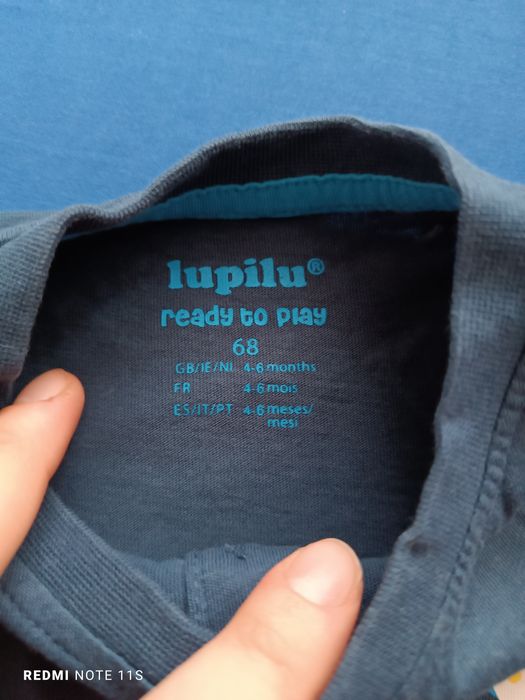 lupilu®
ready to play
68
GB/IE/NI 4-6 months
FR 4-6 mois
ES/IT/PT 4-6 meses/
mesi
REDMI NOTE 11S